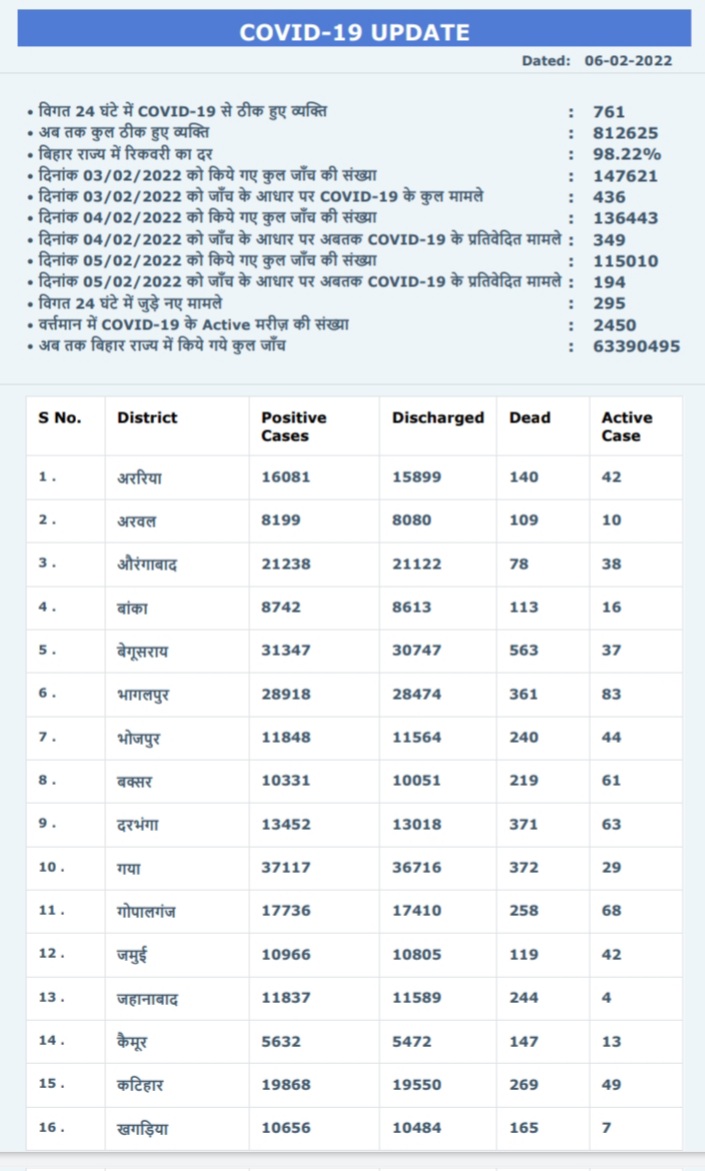 COVID-19 UPDATE
Dated: 06-02-2022
• विगत 24 घंटे में COVID-19 से ठीक हुए व्यक्ति : 761
• अब तक कुल ठीक हुए व्यक्ति : 812625
• बिहार राज्य में रिकवरी का दर : 98.22%
• दिनांक 03/02/2022 को किये गए कुल जाँच की संख्या : 147621
• दिनांक 03/02/2022 को जाँच के आधार पर COVID-19 के कुल मामले : 436
• दिनांक 04/02/2022 को किये गए कुल जाँच की संख्या : 136443
• दिनांक 04/02/2022 को जाँच के आधार पर अबतक COVID-19 के प्रतिवेदित मामले : 349
• दिनांक 05/02/2022 को किये गए कुल जाँच की संख्या : 115010
• दिनांक 05/02/2022 को जाँच के आधार पर अबतक COVID-19 के प्रतिवेदित मामले : 194
• विगत 24 घंटे में जुड़े नए मामले : 295
• वर्त्तमान में COVID-19 के Active मरीज़ की संख्या : 2450
• अब तक बिहार राज्य में किये गये कुल जाँच : 63390495
S No. District Positive Cases Discharged Dead Active Case
1 . अररिया 16081 15899 140 42
2 . अरवल 8199 8080 109 10
3 . औरंगाबाद 21238 21122 78 38
4 . बांका 8742 8613 113 16
5 . बेगूसराय 31347 30747 563 37
6 . भागलपुर 28918 28474 361 83
7 . भोजपुर 11848 11564 240 44
8 . बक्सर 10331 10051 219 61
9 . दरभंगा 13452 13018 371 63
10 . गया 37117 36716 372 29
11 . गोपालगंज 17736 17410 258 68
12 . जमुई 10966 10805 119 42
13 . जहानाबाद 11837 11589 244 4
14 . कैमूर 5632 5472 147 13
15 . कटिहार 19868 19550 269 49
16 . खगड़िया 10656 10484 165 7